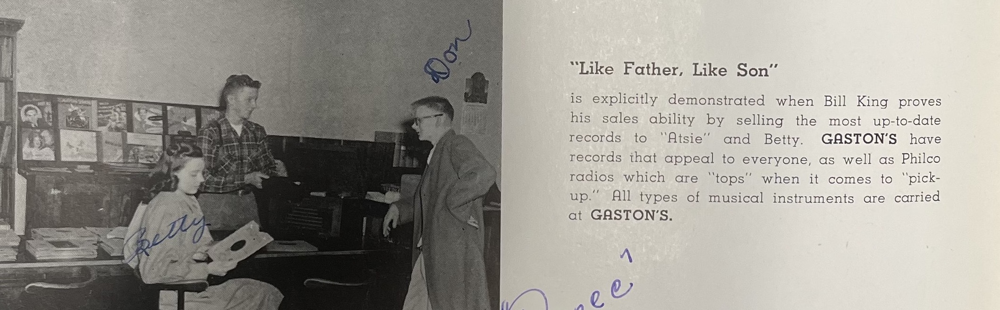 Don
Betty
"Like Father, Like Son"
is explicitly demonstrated when Bill King proves
his sales ability by selling the most up-to-date
records to "Atsie" and Betty. GASTON'S have
records that appeal to everyone, as well as Philco
radios which are "tops" when it comes to "pick-
up." All types of musical instruments are carried
at GASTON'S.